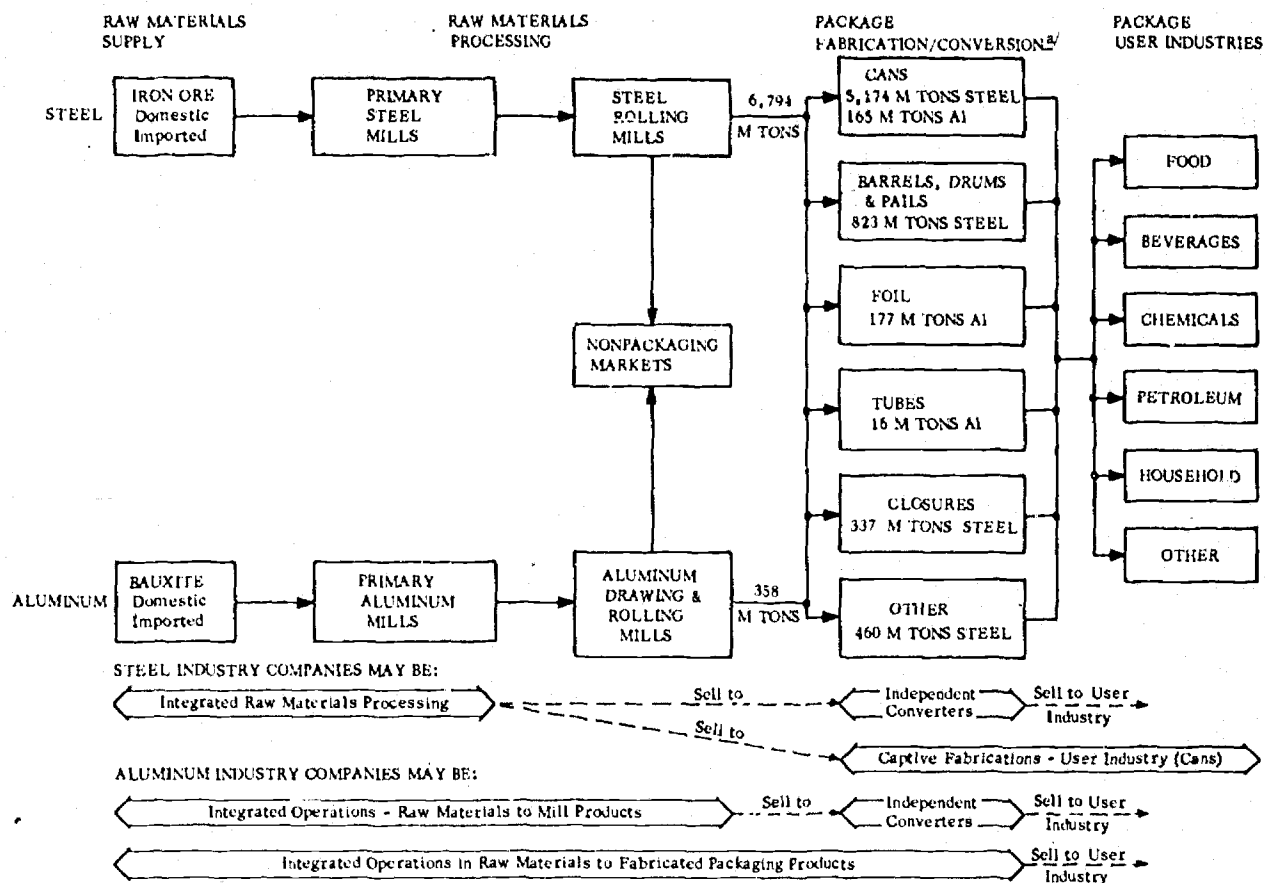 RAW MATERIALS
SUPPLY
RAW MATERIALS
PROCESSING
PACKAGE
FABRICATION/CONVERSION a/
PACKAGE
USER INDUSTRIES
STEEL
IRON ORE
Domestic
Imported
PRIMARY
STEEL
MILLS
STEEL
ROLLING
MILLS
6,794
M TONS
CANS
5,174 M TONS STEEL
165 M TONS Al
BARRELS, DRUMS
& PAILS
823 M TONS STEEL
FOIL
177 M TONS Al
TUBES
16 M TONS Al
CLOSURES
337 M TONS STEEL
OTHER
460 M TONS STEEL
FOOD
BEVERAGES
CHEMICALS
PETROLEUM
HOUSEHOLD
OTHER
NONPACKAGING
MARKETS
ALUMINUM
BAUXITE
Domestic
Imported
PRIMARY
ALUMINUM
MILLS
ALUMINUM
DRAWING &
ROLLING
MILLS
358
M TONS
STEEL INDUSTRY COMPANIES MAY BE:
Integrated Raw Materials Processing
Sell to
Independent
Converters
Sell to User
Industry
Sell to
Captive Fabrications - User Industry (Cans)
ALUMINUM INDUSTRY COMPANIES MAY BE:
Integrated Operations - Raw Materials to Mill Products
Sell to
Independent
Converters
Sell to User
Industry
Integrated Operations in Raw Materials to Fabricated Packaging Products
Sell to User
Industry